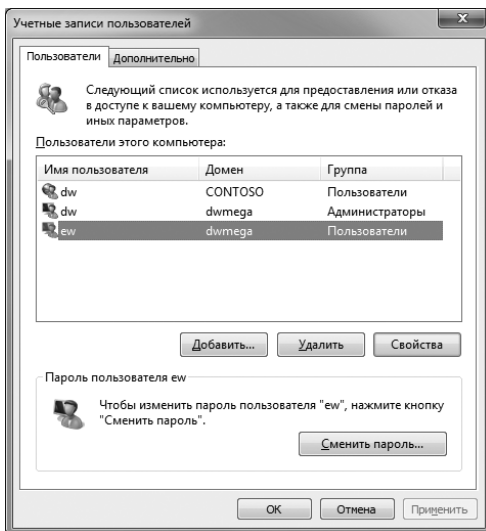 Учетные записи пользователей
Пользователи Дополнительно
Следующий список используется для предоставления или отказа
в доступе к вашему компьютеру, а также для смены паролей и
иных параметров.
Пользователи этого компьютера:
Имя пользователя Домен Группа
dw CONTOSO Пользователи
dw dwmega Администраторы
ew dwmega Пользователи
Добавить... Удалить Свойства
Пароль пользователя ew
Чтобы изменить пароль пользователя "ew", нажмите кнопку
"Сменить пароль".
Сменить пароль...
OK Отмена Применить